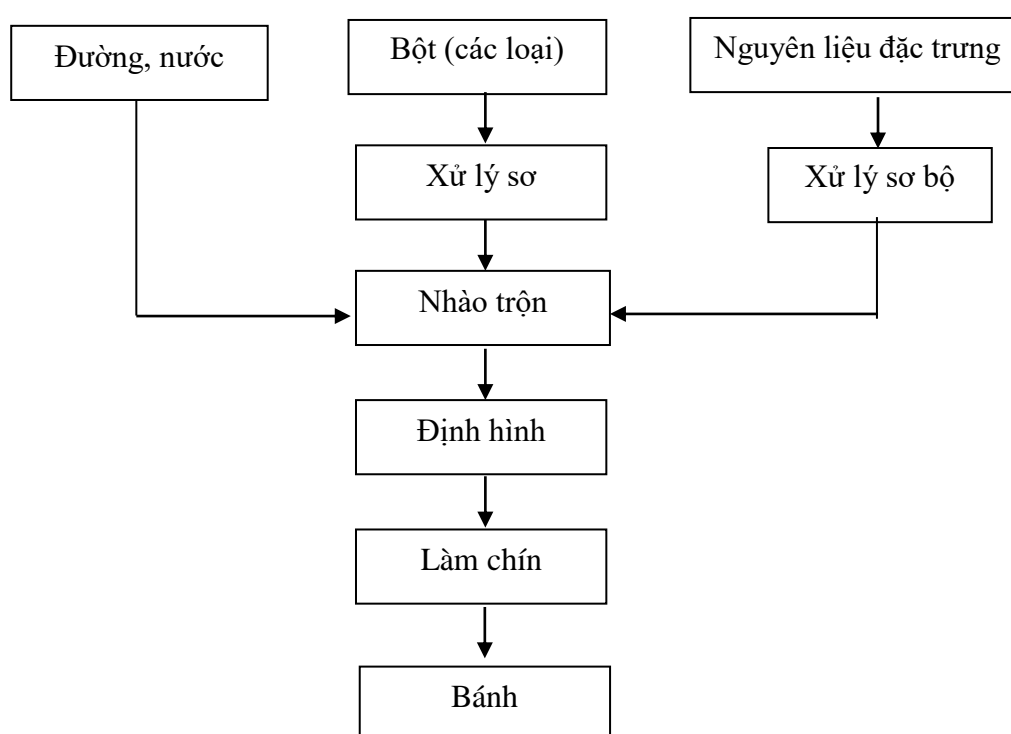 Đường, nước
Bột (các loại)
Nguyên liệu đặc trưng
Xử lý sơ
Xử lý sơ bộ
Nhào trộn
Định hình
Làm chín
Bánh